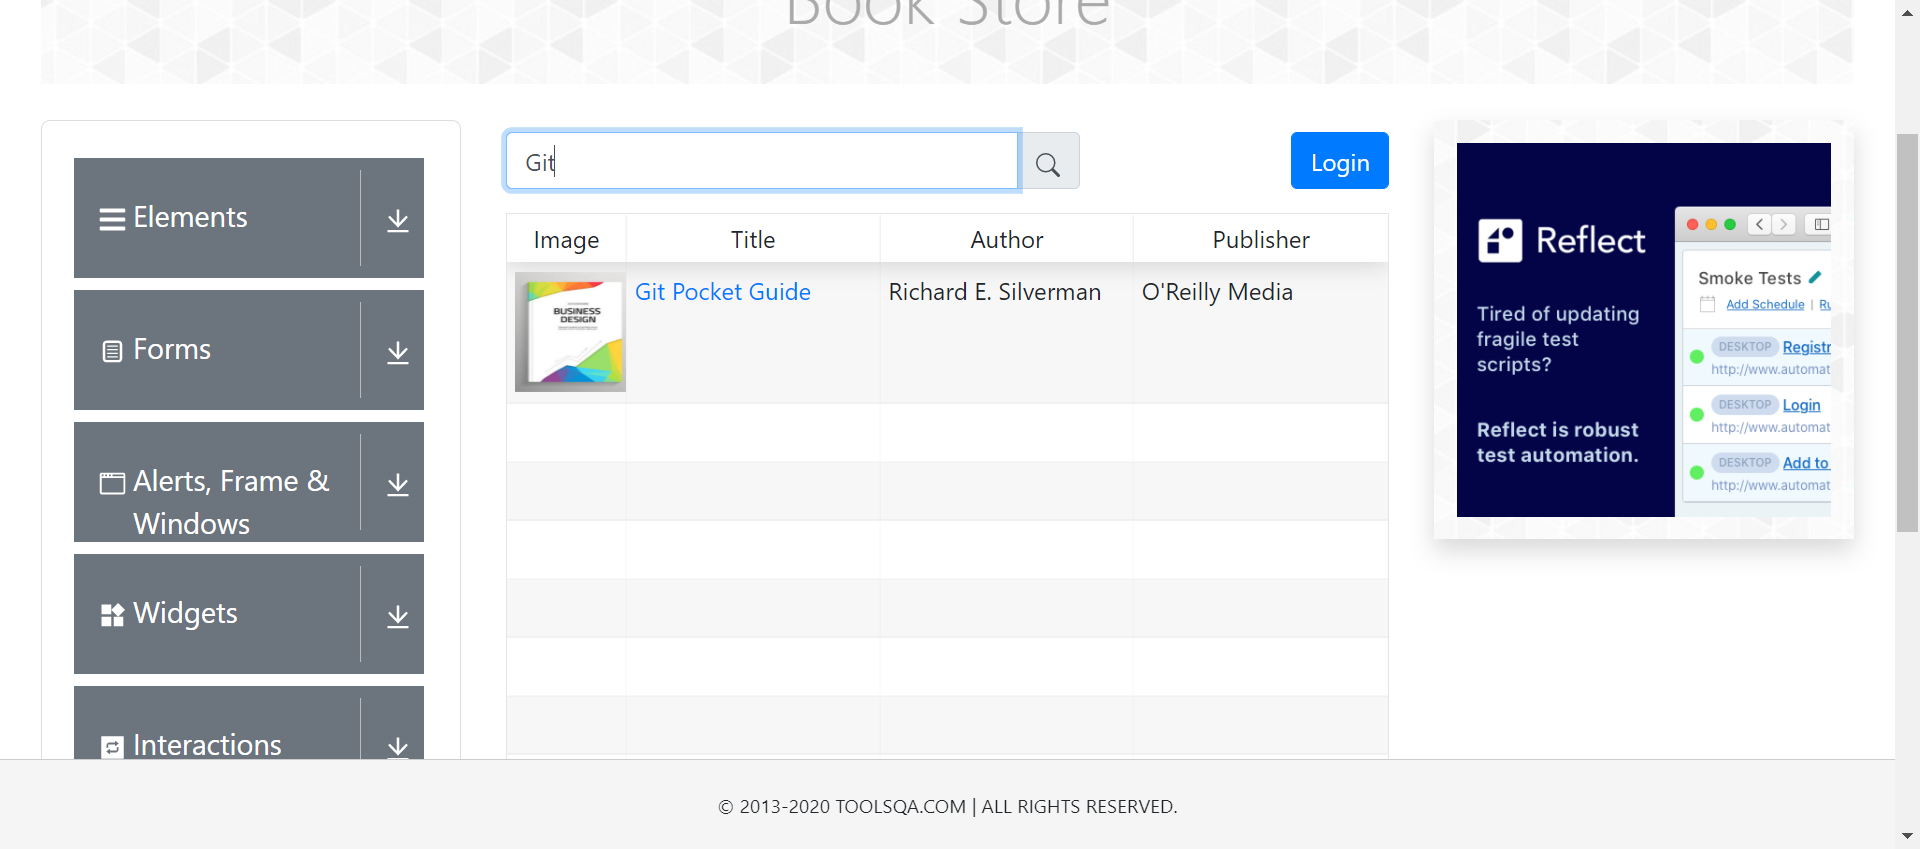 Book Store
Git
Login
Elements
Forms
Alerts, Frame &
Windows
Widgets
Interactions
Image Title Author Publisher
BUSINESS
DESIGN
Git Pocket Guide Richard E. Silverman O'Reilly Media
Reflect
Tired of updating
fragile test
scripts?
Reflect is robust
test automation.
Smoke Tests
Add Schedule | Ru
DESKTOP Registr
http://www.automat
DESKTOP Login
http://www.automat
DESKTOP Add to
http://www.automat
© 2013-2020 TOOLSQA.COM | ALL RIGHTS RESERVED.